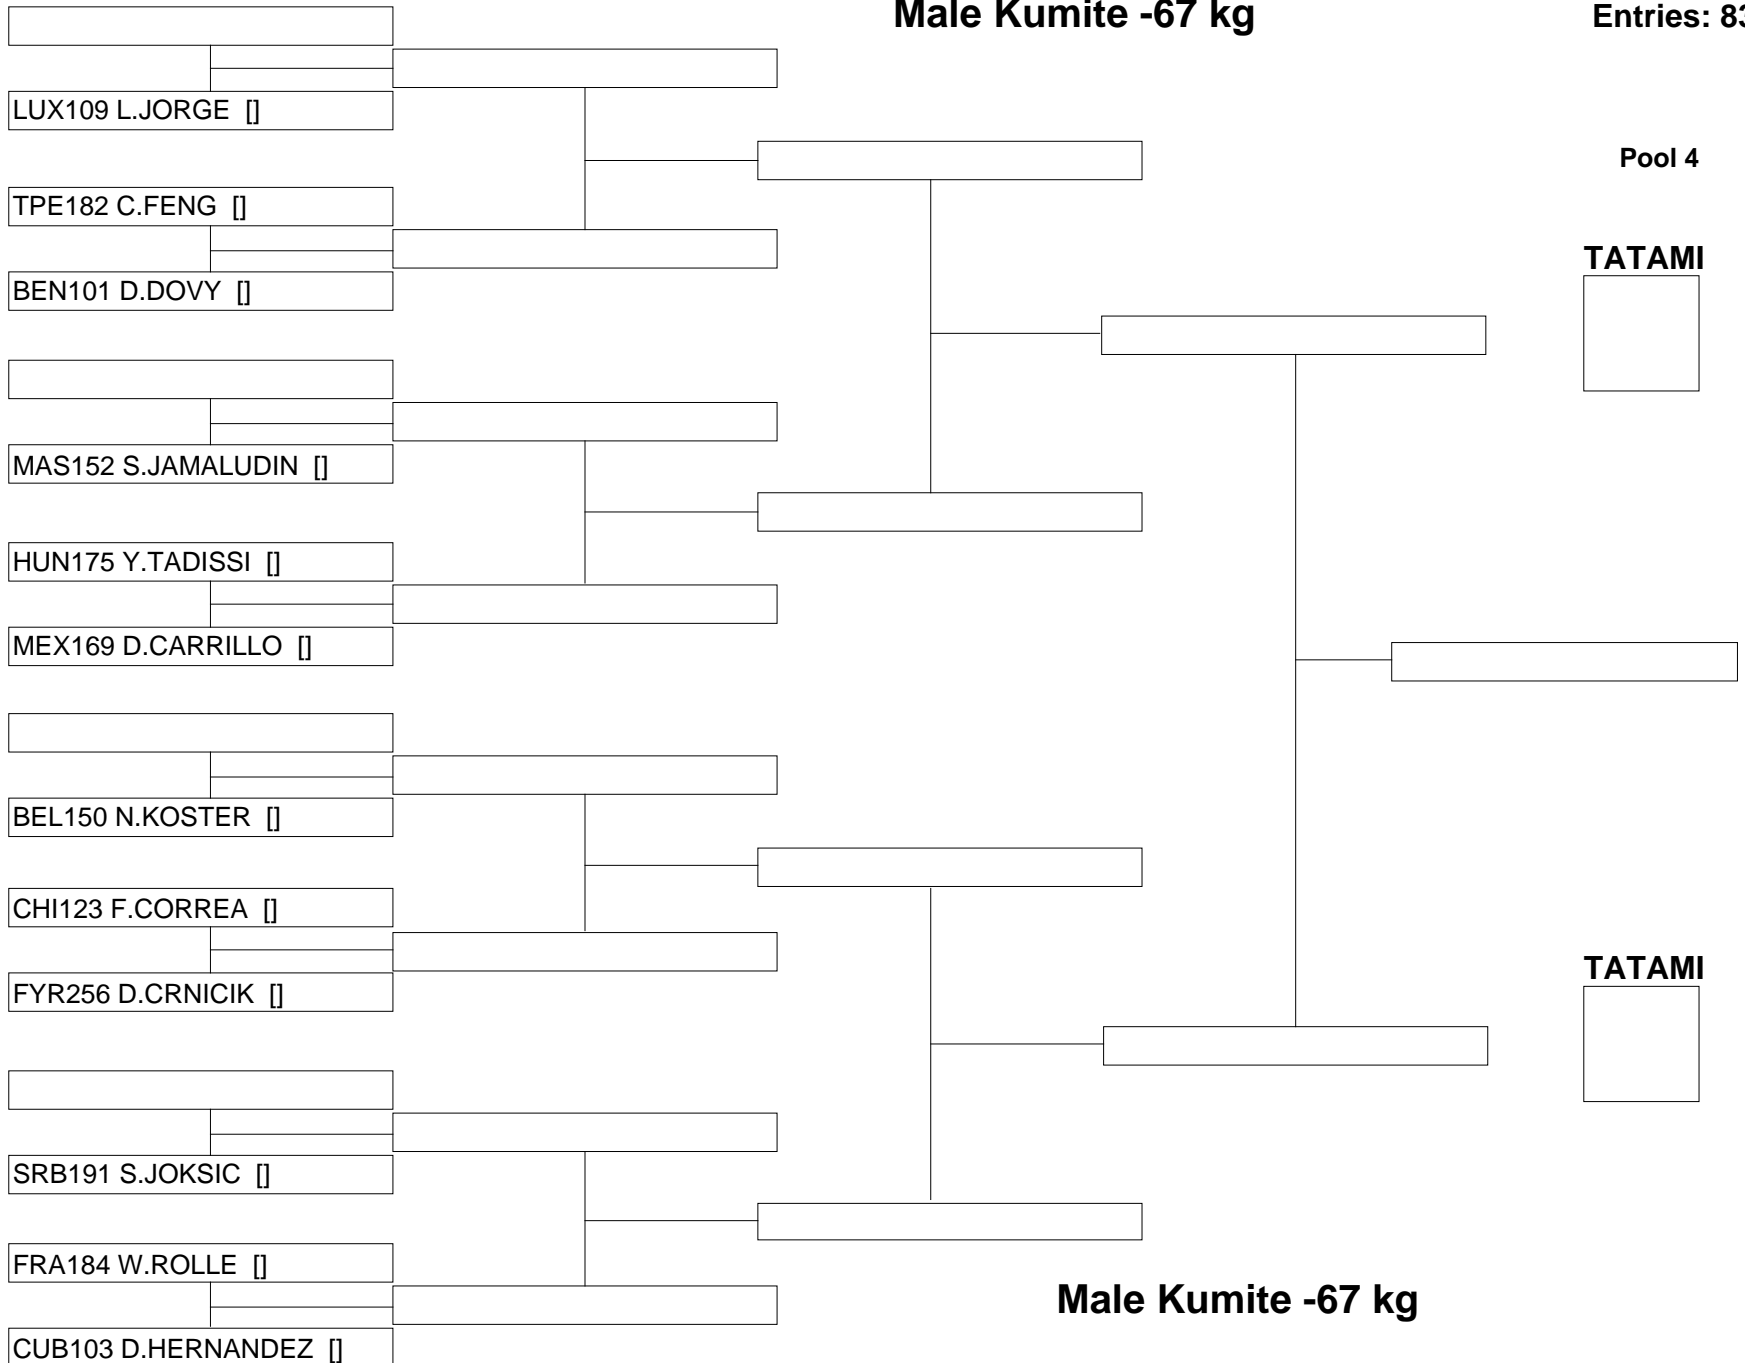 Male Kumite -67 kg
Entries: 83
LUX109 L.JORGE []
Pool 4
TPE182 C.FENG []
TATAMI
BEN101 D.DOVY []
MAS152 S.JAMALUDIN []
HUN175 Y.TADISSI []
MEX169 D.CARRILLO []
BEL150 N.KOSTER []
CHI123 F.CORREA []
TATAMI
FYR256 D.CRNICIK []
SRB191 S.JOKSIC []
FRA184 W.ROLLE []
Male Kumite -67 kg
CUB103 D.HERNANDEZ []